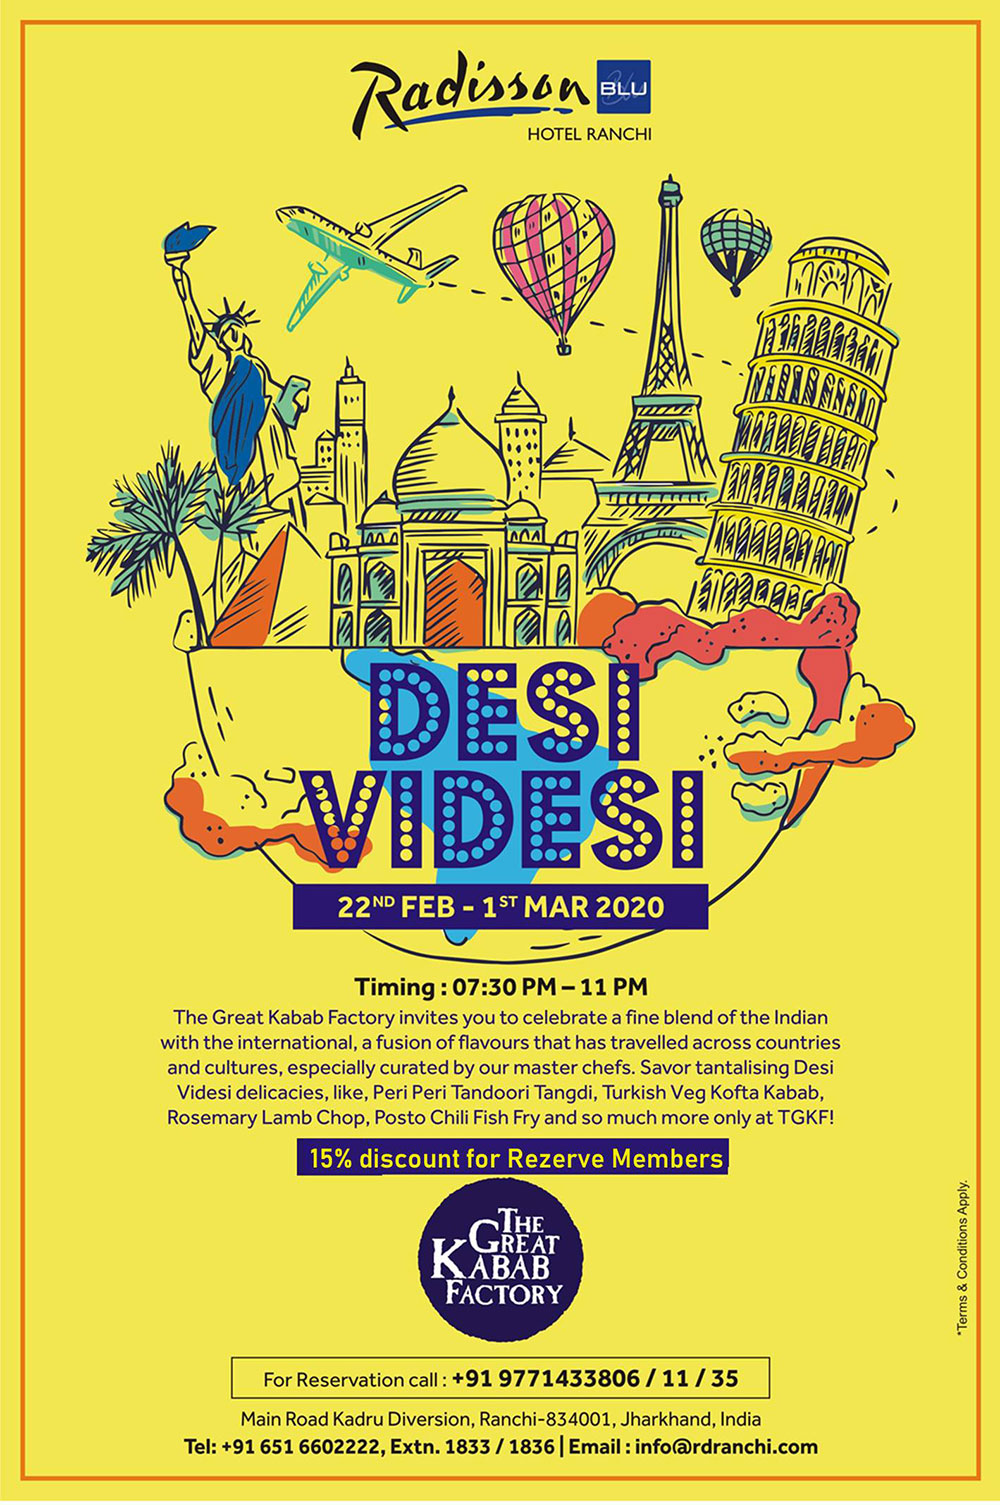 Radisson BLU
HOTEL RANCHI
DESI
VIDESI
22ND FEB - 1ST MAR 2020
Timing : 07:30 PM – 11 PM
The Great Kabab Factory invites you to celebrate a fine blend of the Indian
with the international, a fusion of flavours that has travelled across countries
and cultures, especially curated by our master chefs. Savor tantalising Desi
Videsi delicacies, like, Peri Peri Tandoori Tangdi, Turkish Veg Kofta Kabab,
Rosemary Lamb Chop, Posto Chili Fish Fry and so much more only at TGKF!
15% discount for Rezerve Members
THE
GREAT
KABAB
FACTORY
*Terms & Conditions Apply.
For Reservation call : +91 9771433806 / 11 / 35
Main Road Kadru Diversion, Ranchi-834001, Jharkhand, India
Tel: +91 651 6602222, Extn. 1833 / 1836 | Email : info@rdranchi.com